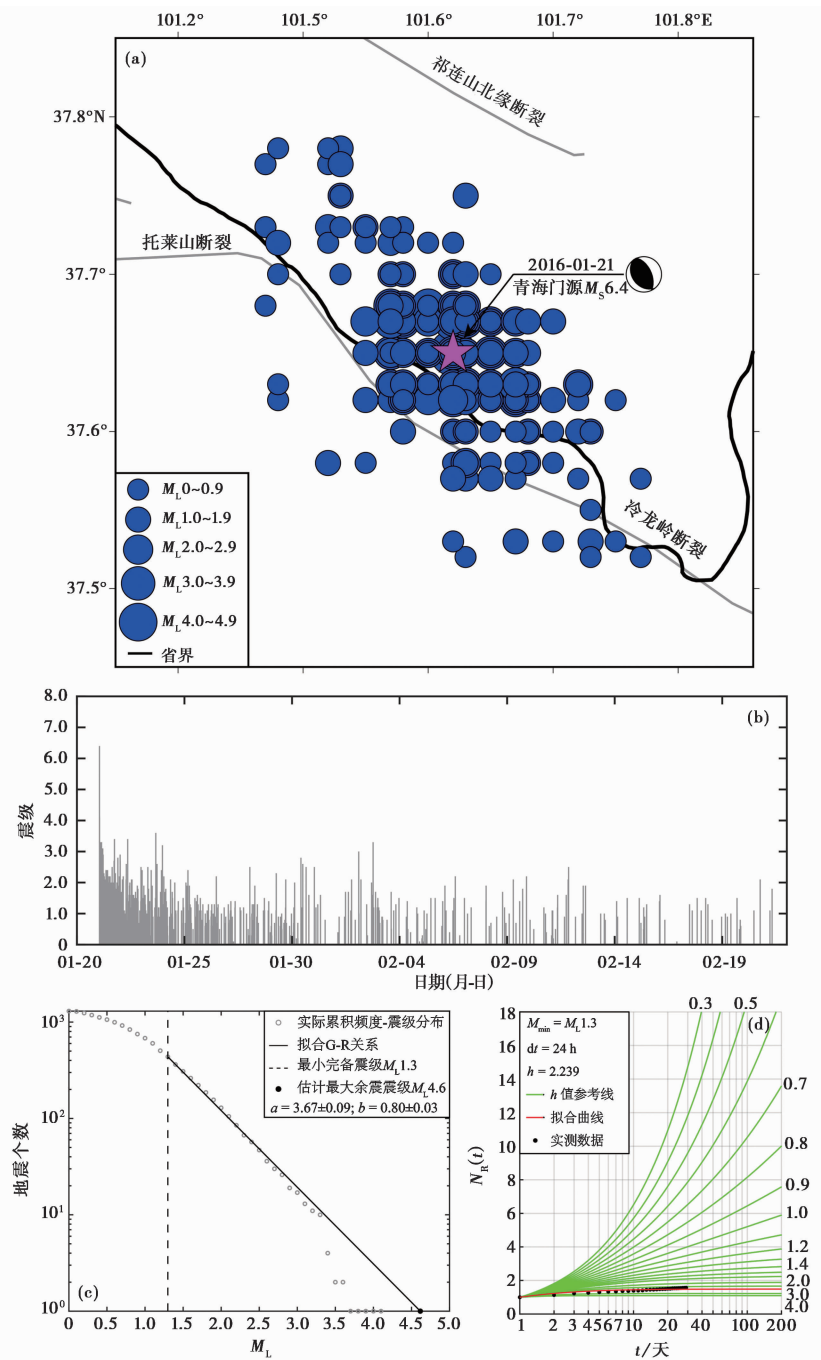 101.2° 101.5° 101.6° 101.7° 101.8°E
(a)
37.8°N
37.7°
37.6°
37.5°
祁连山北缘断裂
托莱山断裂
2016-01-21
青海门源M_S6.4
冷龙岭断裂
M_L0~0.9
M_L1.0~1.9
M_L2.0~2.9
M_L3.0~3.9
M_L4.0~4.9
省界
(b)
震级
8.0
7.0
6.0
5.0
4.0
3.0
2.0
1.0
0
01-20 01-25 01-30 02-04 02-09 02-14 02-19
日期(月-日)
(c)
地震个数
10³
10²
10¹
10⁰
实际累积频度-震级分布
拟合G-R关系
最小完备震级M_L1.3
估计最大余震震级M_L4.6
a = 3.67±0.09; b = 0.80±0.03
0 0.5 1.0 1.5 2.0 2.5 3.0 3.5 4.0 4.5 5.0
M_L
(d)
N_R(t)
18
16
14
12
10
8
6
4
2
0
M_min = M_L1.3
dt = 24 h
h = 2.239
h 值参考线
拟合曲线
实测数据
0.3 0.5
0.7
0.8
0.9
1.0
1.2
1.4
2.0
3.0
4.0
1 2 3 4 5 6 7 10 20 40 100 200
t/天